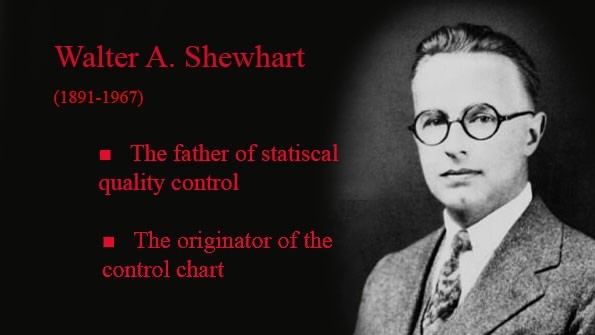 Walter A. Shewhart
(1891-1967)
■ The father of statiscal
quality control
■ The originator of the
control chart